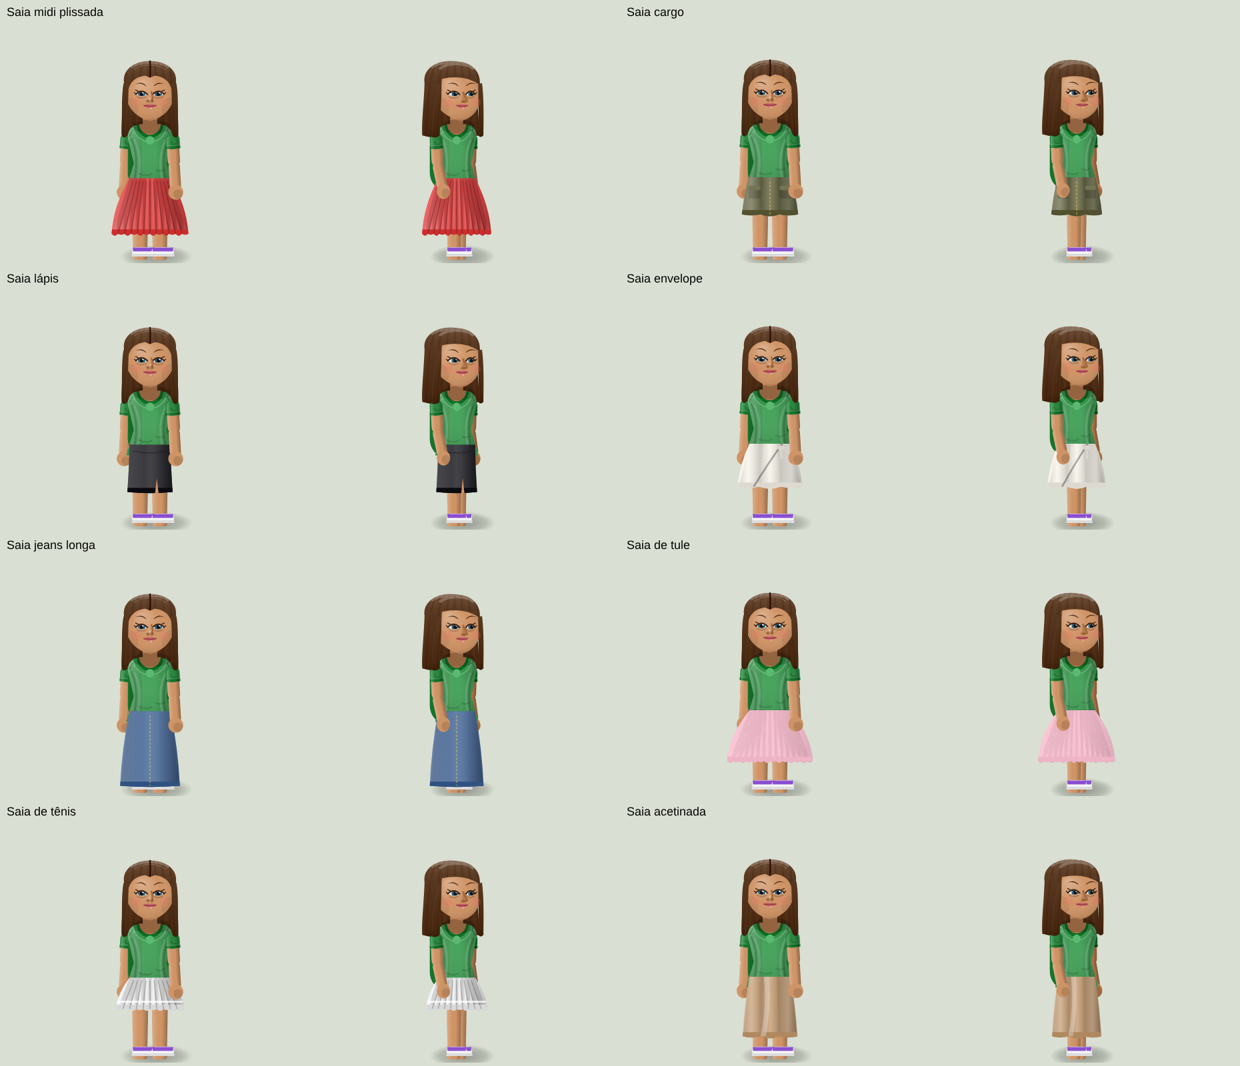 Saia midi plissada
Saia cargo
Saia lápis
Saia envelope
Saia jeans longa
Saia de tule
Saia de tênis
Saia acetinada